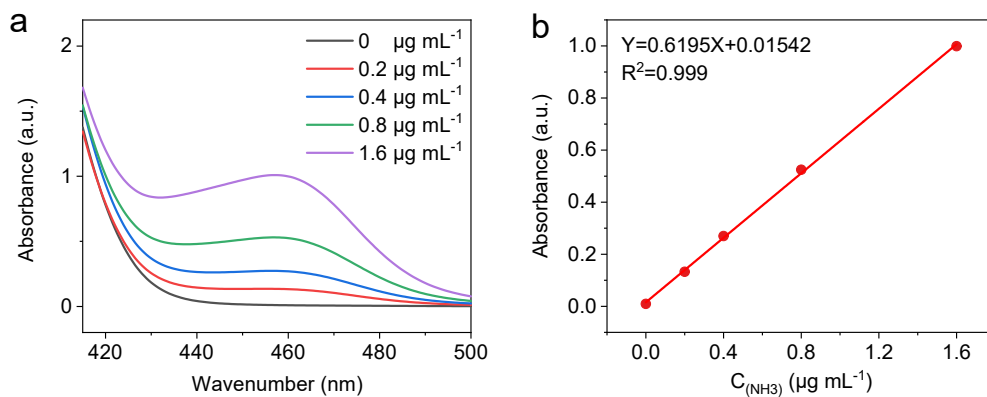 a
2
1
0
Absorbance (a.u.)
0 µg mL⁻¹
0.2 µg mL⁻¹
0.4 µg mL⁻¹
0.8 µg mL⁻¹
1.6 µg mL⁻¹
420 440 460 480 500
Wavenumber (nm)
b
Y=0.6195X+0.01542
R²=0.999
1.0
0.8
0.6
0.4
0.2
0.0
Absorbance (a.u.)
0.0 0.4 0.8 1.2 1.6
C₍NH3₎ (µg mL⁻¹)